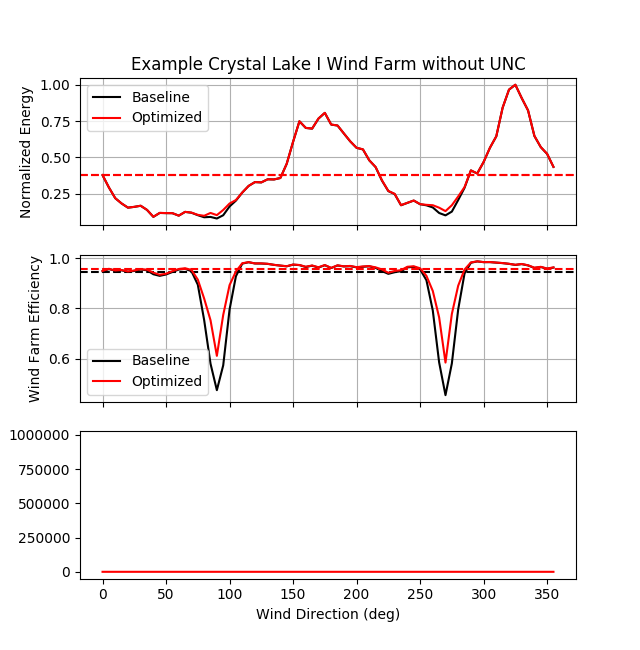 Example Crystal Lake I Wind Farm without UNC
Normalized Energy
1.00
0.75
0.50
0.25
Baseline
Optimized
Wind Farm Efficiency
1.0
0.8
0.6
Baseline
Optimized
1000000
750000
500000
250000
0
0 50 100 150 200 250 300 350
Wind Direction (deg)